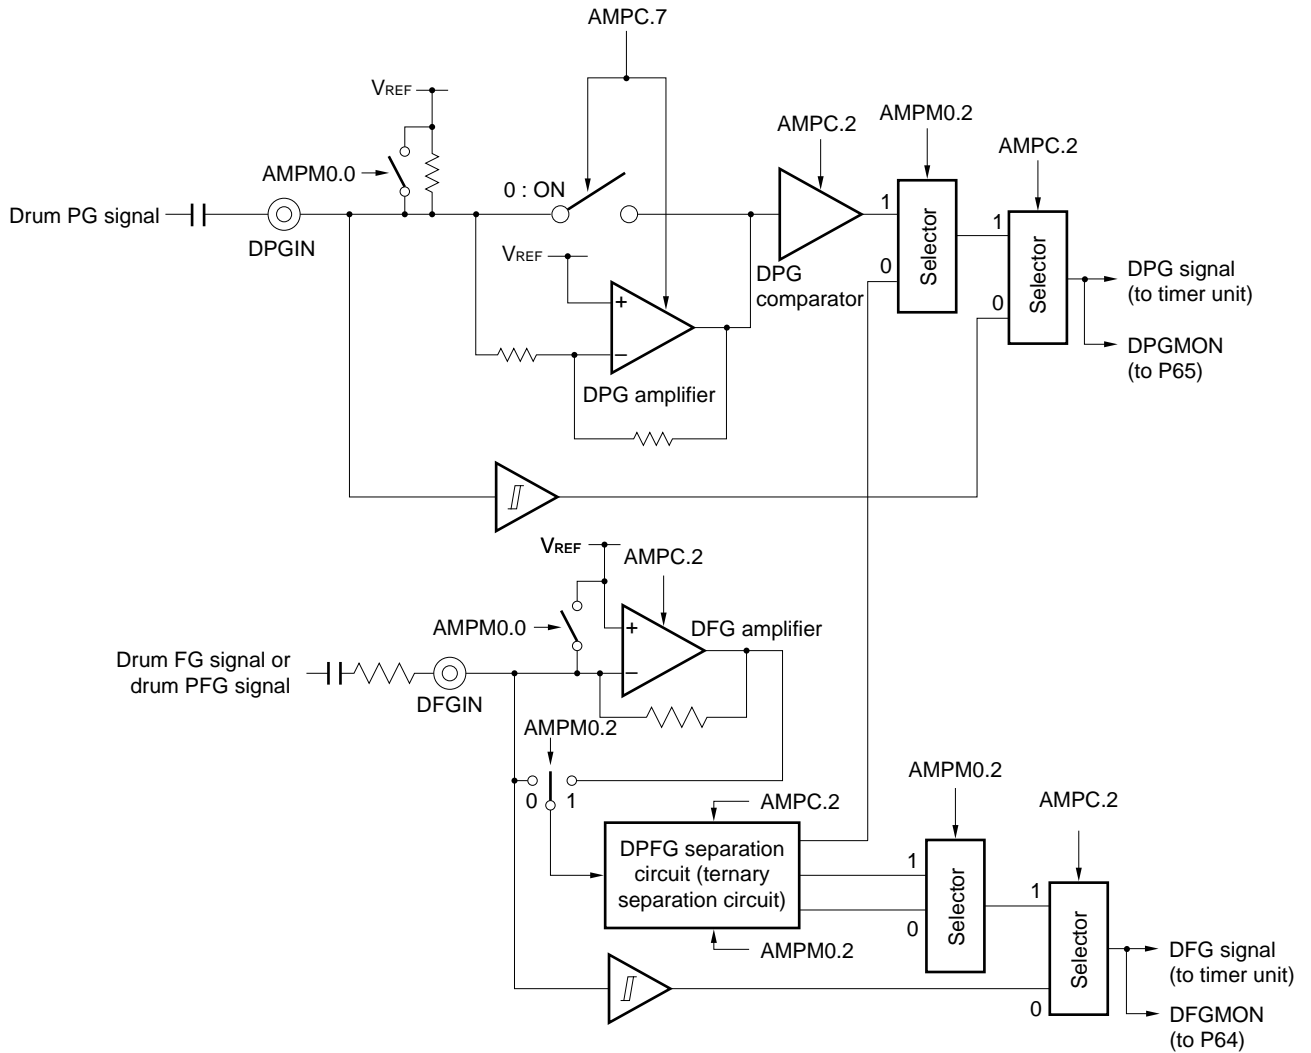 AMPC.7
VREF
AMPM0.0
0 : ON
AMPC.2
AMPM0.2
AMPC.2
Drum PG signal
DPGIN
1
0
Selector
1
0
Selector
VREF
+
−
DPG
comparator
DPG amplifier
DPG signal
(to timer unit)
DPGMON
(to P65)
VREF
AMPC.2
AMPM0.0
+
−
DFG amplifier
Drum FG signal or
drum PFG signal
DFGIN
AMPM0.2
0
1
AMPC.2
DPFG separation
circuit (ternary
separation circuit)
AMPM0.2
AMPM0.2
1
0
Selector
AMPC.2
1
0
Selector
DFG signal
(to timer unit)
DFGMON
(to P64)